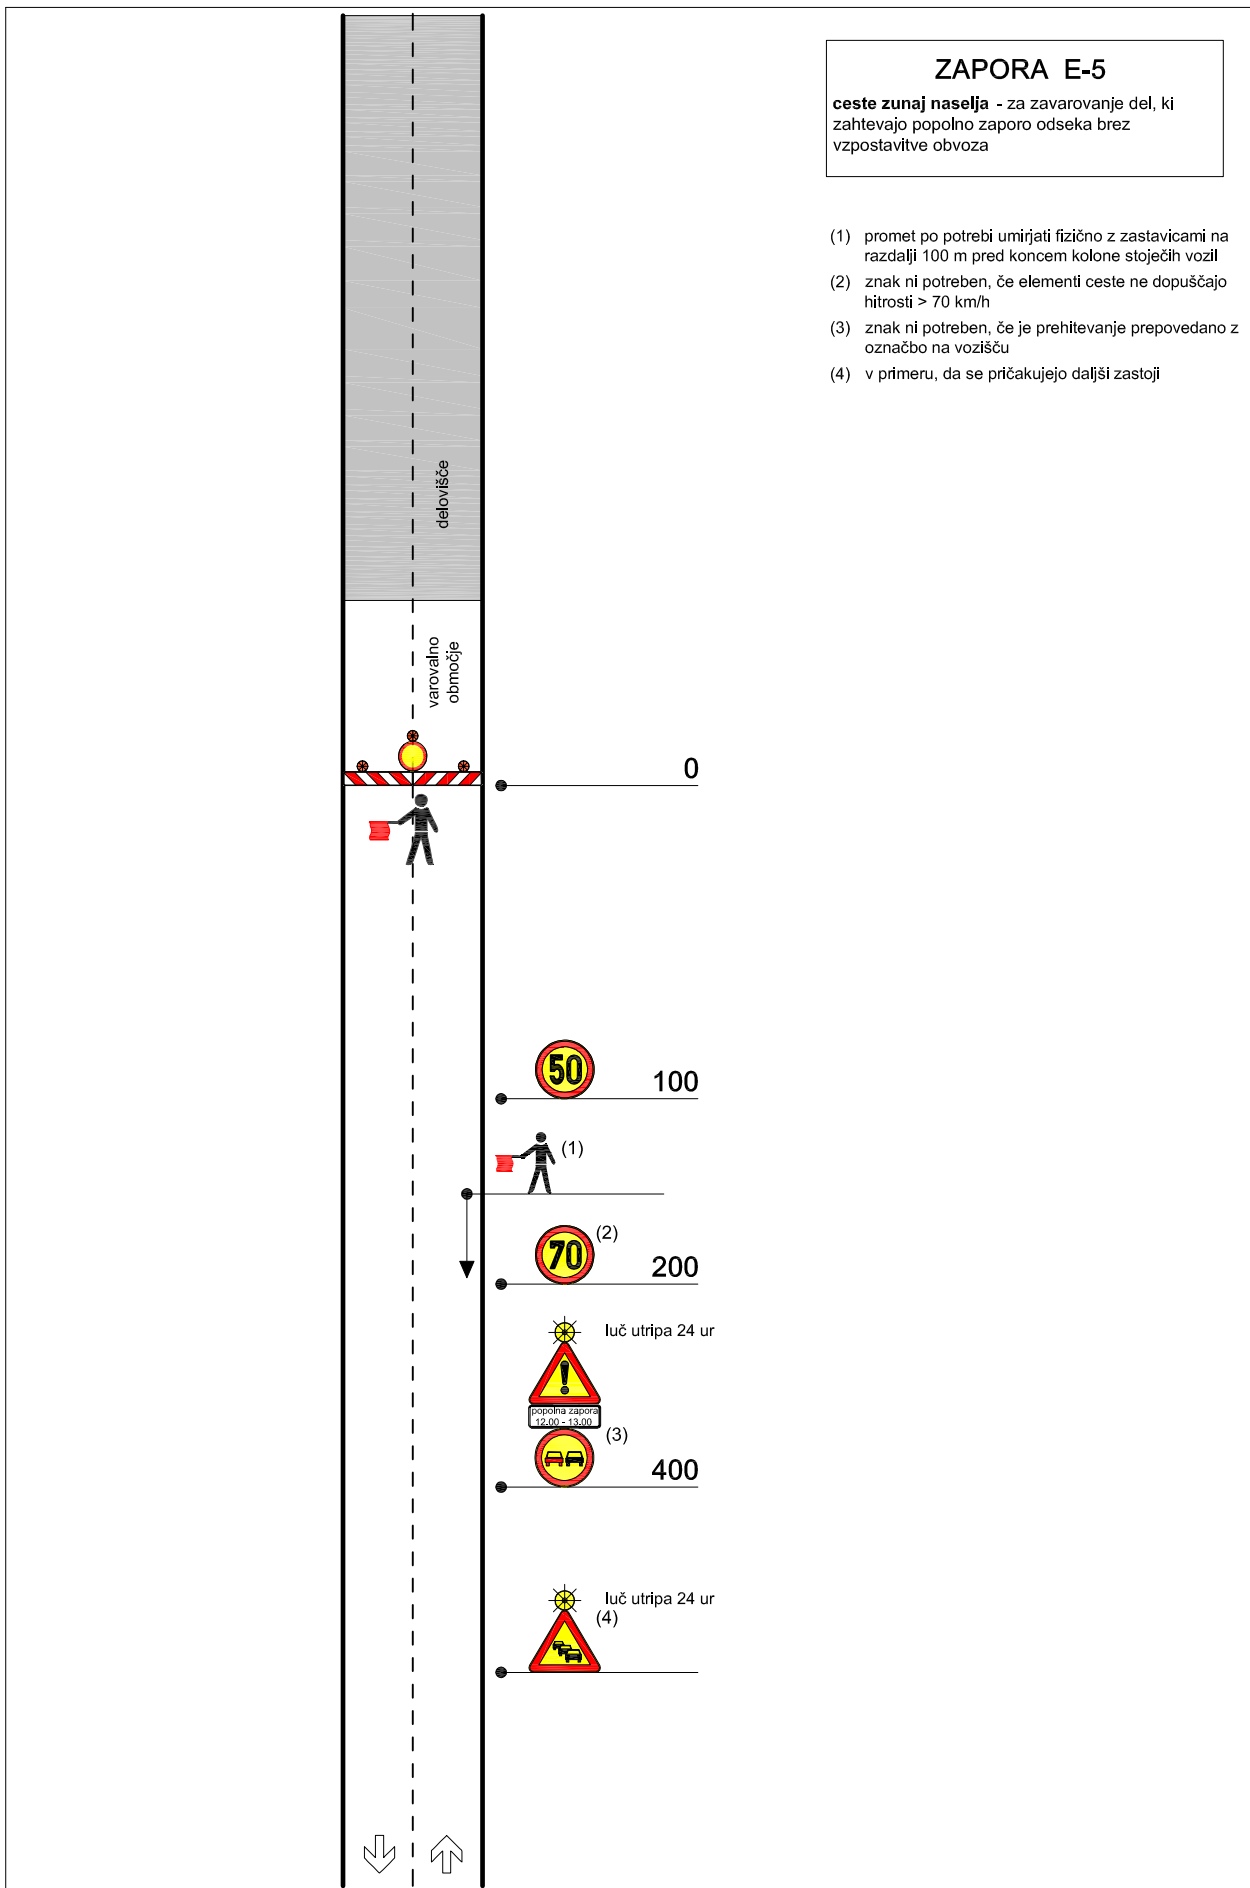 ZAPORA E-5
ceste zunaj naselja - za zavarovanje del, ki
zahtevajo popolno zaporo odseka brez
vzpostavitve obvoza
(1) promet po potrebi umirjati fizično z zastavicami na
razdalji 100 m pred koncem kolone stoječih vozil
(2) znak ni potreben, če elementi ceste ne dopuščajo
hitrosti > 70 km/h
(3) znak ni potreben, če je prehitevanje prepovedano z
označbo na vozišču
(4) v primeru, da se pričakujejo daljši zastoji
delovišče
varovalno
območje
0
50
100
(1)
70
(2)
200
luč utripa 24 ur
popolna zapora
12.00 - 13.00
(3)
400
luč utripa 24 ur
(4)